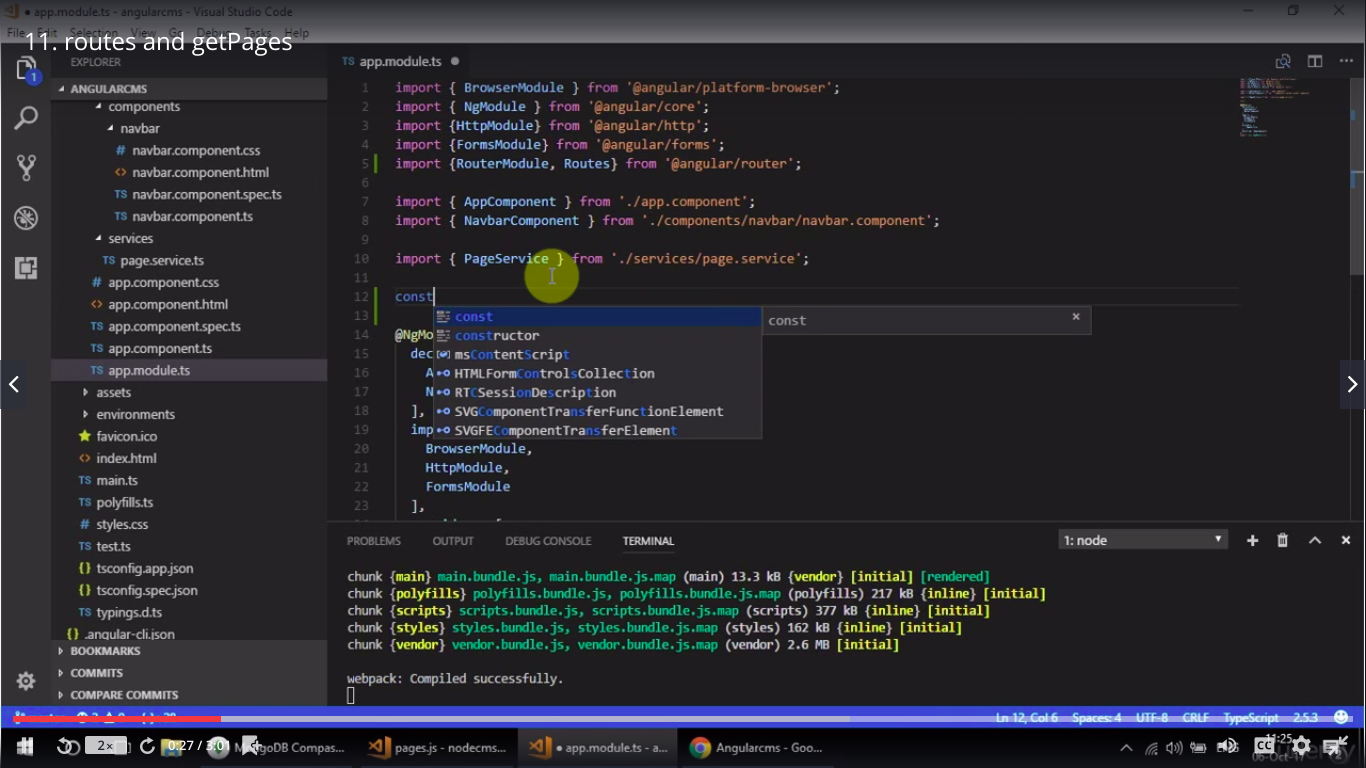 app.module.ts - angularcms - Visual Studio Code
File Edit Selection View Go Debug Tasks Help
11. routes and getPages
EXPLORER
ANGULARCMS
components
navbar
# navbar.component.css
<> navbar.component.html
TS navbar.component.spec.ts
TS navbar.component.ts
services
TS page.service.ts
# app.component.css
<> app.component.html
TS app.component.spec.ts
TS app.component.ts
TS app.module.ts
assets
environments
favicon.ico
<> index.html
TS main.ts
TS polyfills.ts
# styles.css
TS test.ts
{} tsconfig.app.json
{} tsconfig.spec.json
TS typings.d.ts
{} .angular-cli.json
BOOKMARKS
COMMITS
COMPARE COMMITS
1
TS app.module.ts
1 import { BrowserModule } from '@angular/platform-browser';
2 import { NgModule } from '@angular/core';
3 import {HttpModule} from '@angular/http';
4 import {FormsModule} from '@angular/forms';
5 import {RouterModule, Routes} from '@angular/router';
6
7 import { AppComponent } from './app.component';
8 import { NavbarComponent } from './components/navbar/navbar.component';
9
10 import { PageService } from './services/page.service';
11
12 const
13
14 @NgMo
15 dec
16 A
17 N
18 ],
19 imp
20 BrowserModule,
21 HttpModule,
22 FormsModule
23 ],
const
constructor
msContentScript
HTMLFormControlsCollection
RTCSessionDescription
SVGComponentTransferFunctionElement
SVGFEComponentTransferElement
const ×
PROBLEMS OUTPUT DEBUG CONSOLE TERMINAL
1: node
chunk {main} main.bundle.js, main.bundle.js.map (main) 13.3 kB {vendor} [initial] [rendered]
chunk {polyfills} polyfills.bundle.js, polyfills.bundle.js.map (polyfills) 217 kB {inline} [initial]
chunk {scripts} scripts.bundle.js, scripts.bundle.js.map (scripts) 377 kB {inline} [initial]
chunk {styles} styles.bundle.js, styles.bundle.js.map (styles) 162 kB {inline} [initial]
chunk {vendor} vendor.bundle.js, vendor.bundle.js.map (vendor) 2.6 MB [initial]
webpack: Compiled successfully.
Ln 12, Col 6 Spaces: 4 UTF-8 CRLF TypeScript 2.5.3
2× 0:27 / 3:01 MongoDB Compas... pages.js - nodecms... app.module.ts - a... Angularcms - Goo...
CC 11:25
06-Oct-17